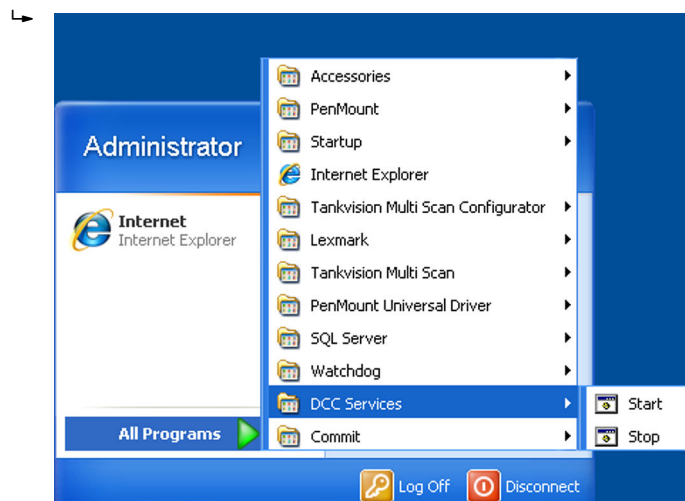 Administrator
Internet
Internet Explorer
All Programs
Accessories
PenMount
Startup
Internet Explorer
Tankvision Multi Scan Configurator
Lexmark
Tankvision Multi Scan
PenMount Universal Driver
SQL Server
Watchdog
DCC Services
Commit
Start
Stop
Log Off
Disconnect